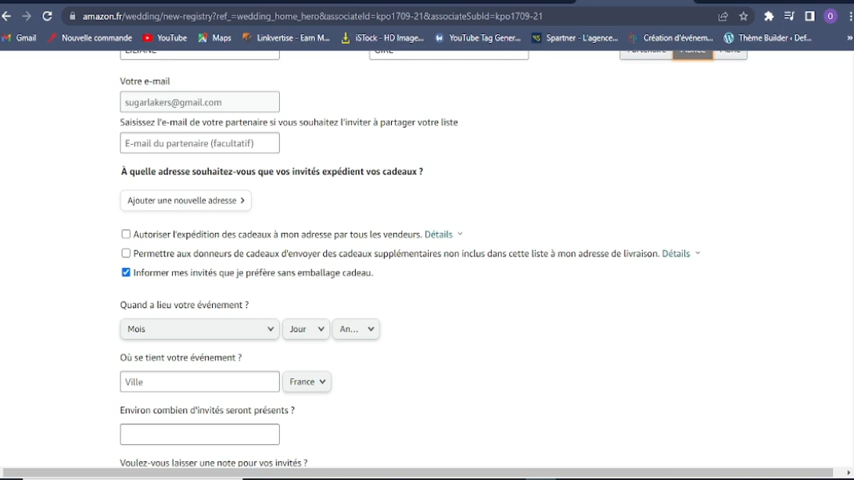 amazon.fr/wedding/new-registry?ref_=wedding_home_hero&associateId=kpo1709-21&associateSubId=kpo1709-21
Gmail Nouvelle commande YouTube Maps Linkvertise - Earn M... iStock - HD Image... YouTube Tag Gener... Spartner - L'agence... Création d'événem... Thème Builder ‹ Def...
Votre e-mail
sugarlakers@gmail.com
Saisissez l'e-mail de votre partenaire si vous souhaitez l'inviter à partager votre liste
E-mail du partenaire (facultatif)
À quelle adresse souhaitez-vous que vos invités expédient vos cadeaux ?
Ajouter une nouvelle adresse
Autoriser l'expédition des cadeaux à mon adresse par tous les vendeurs. Détails
Permettre aux donneurs de cadeaux d'envoyer des cadeaux supplémentaires non inclus dans cette liste à mon adresse de livraison. Détails
Informer mes invités que je préfère sans emballage cadeau.
Quand a lieu votre événement ?
Mois Jour An...
Où se tient votre événement ?
Ville France
Environ combien d'invités seront présents ?
Voulez-vous laisser une note pour vos invités ?